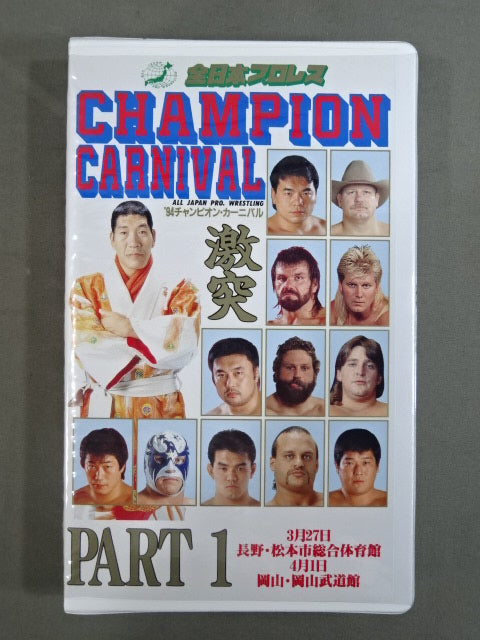 全日本プロレス
CHAMPION
CARNIVAL
ALL JAPAN PRO. WRESTLING
'94チャンピオン・カーニバル
激突
PART 1
3月27日
長野・松本市総合体育館
4月1日
岡山・岡山武道館